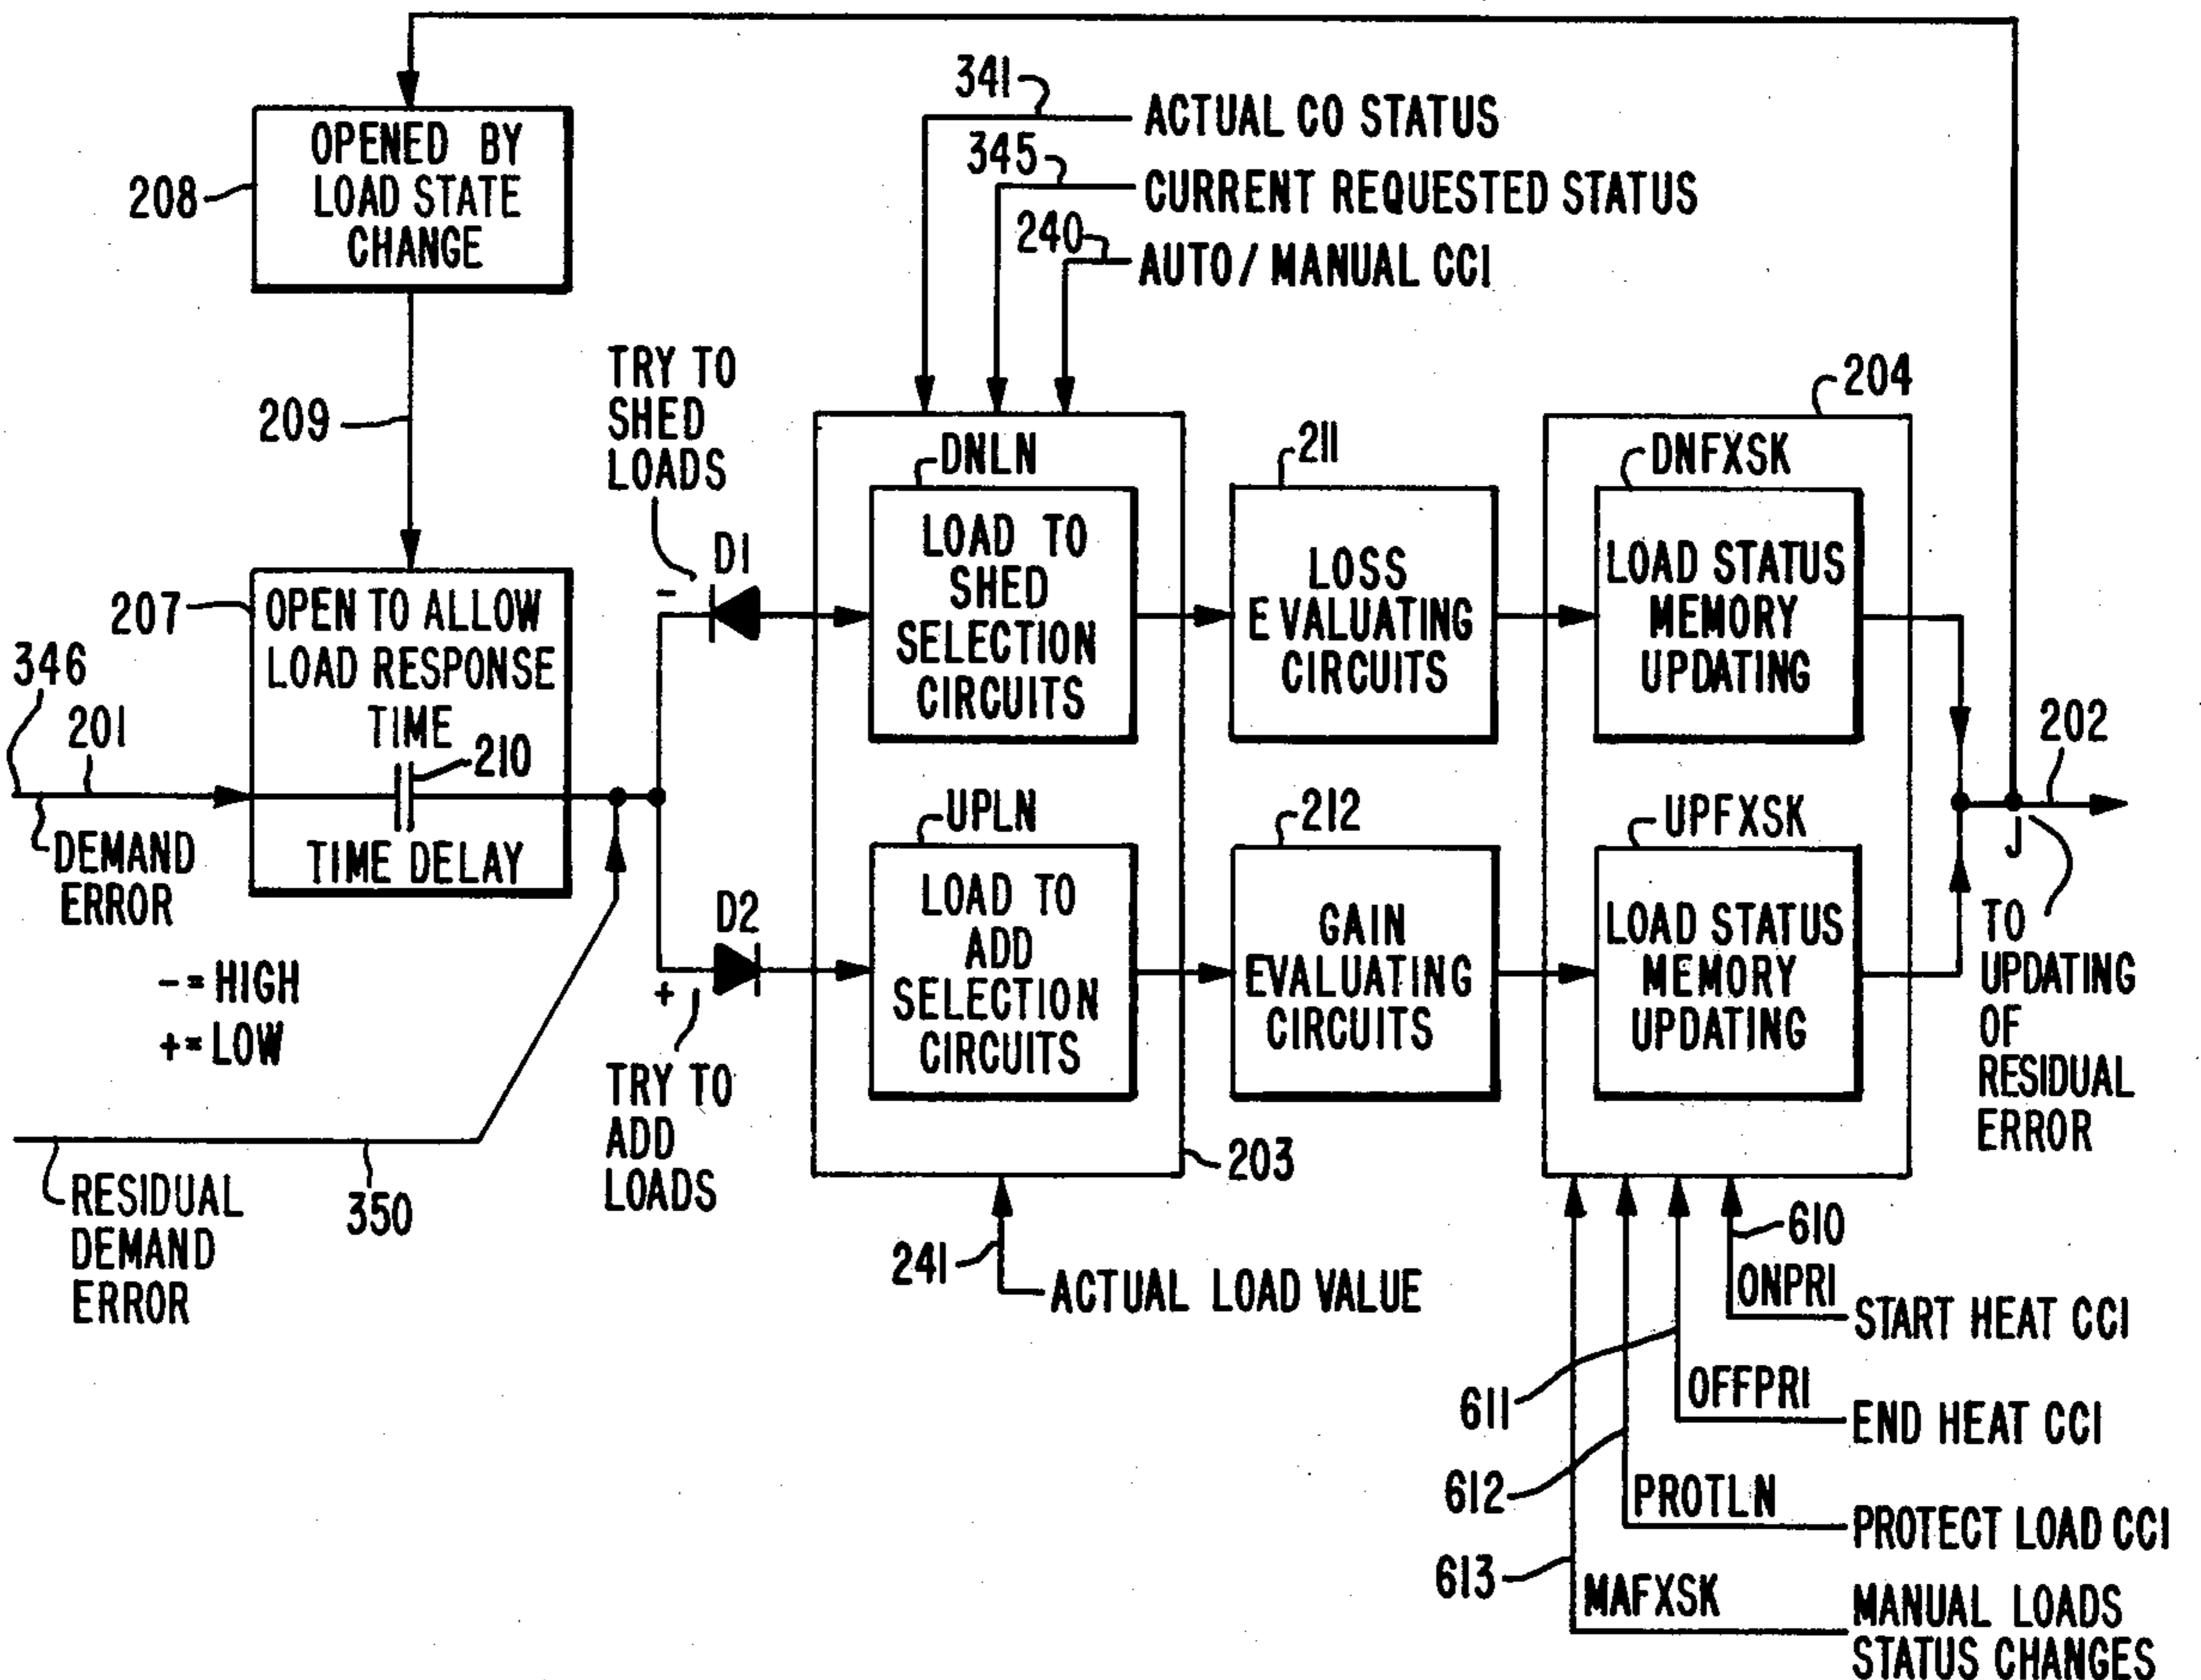 341
ACTUAL CO STATUS
345
CURRENT REQUESTED STATUS
240
AUTO/MANUAL CCI
OPENED BY
LOAD STATE
CHANGE
208
209
TRY TO
SHED
LOADS
204
DNLN
211
DNFXSK
D1
-
LOAD TO
SHED
SELECTION
CIRCUITS
LOSS
EVALUATING
CIRCUITS
LOAD STATUS
MEMORY
UPDATING
207
OPEN TO ALLOW
LOAD RESPONSE
TIME
210
TIME DELAY
346
201
DEMAND
ERROR
202
J
TO
UPDATING
OF
RESIDUAL
ERROR
UPLN
212
UPFXSK
D2
+
LOAD TO
ADD
SELECTION
CIRCUITS
GAIN
EVALUATING
CIRCUITS
LOAD STATUS
MEMORY
UPDATING
-=HIGH
+=LOW
TRY TO
ADD
LOADS
203
RESIDUAL
DEMAND
ERROR
350
241
ACTUAL LOAD VALUE
610
ONPRI
START HEAT CCI
611
OFFPRI
END HEAT CCI
612
PROTLN
PROTECT LOAD CCI
613
MAFXSK
MANUAL LOADS
STATUS CHANGES